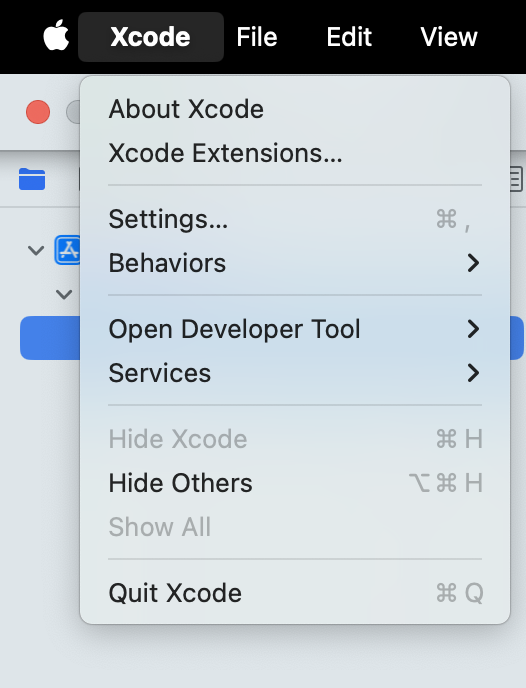 Xcode File Edit View
About Xcode
Xcode Extensions...
Settings... ⌘ ,
Behaviors
Open Developer Tool
Services
Hide Xcode ⌘ H
Hide Others ⌥⌘ H
Show All
Quit Xcode ⌘ Q